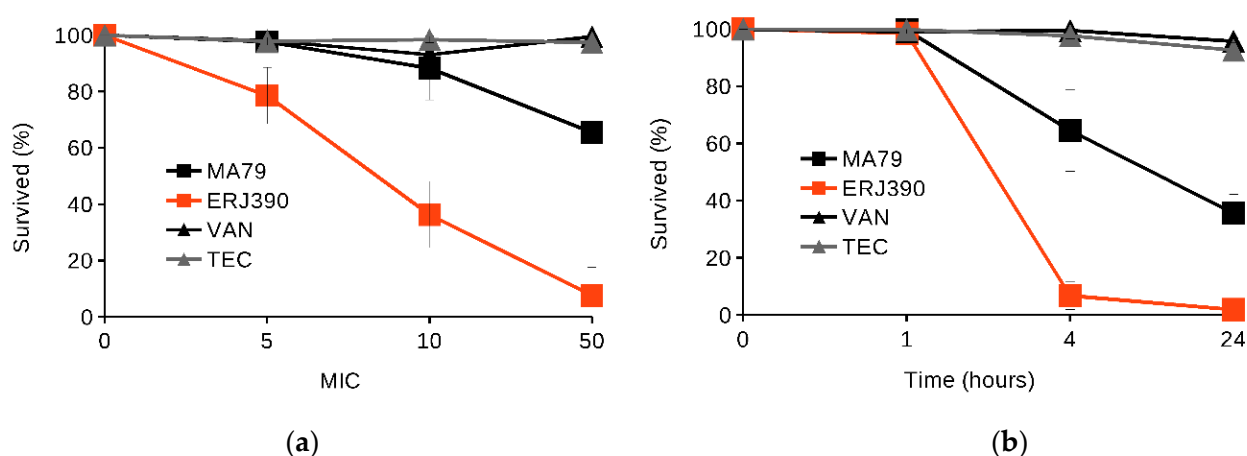 100
80
60
40
20
0
Survived (%)
MA79
ERJ390
VAN
TEC
0 5 10 50
MIC
(a)
100
80
60
40
20
0
Survived (%)
MA79
ERJ390
VAN
TEC
0 1 4 24
Time (hours)
(b)